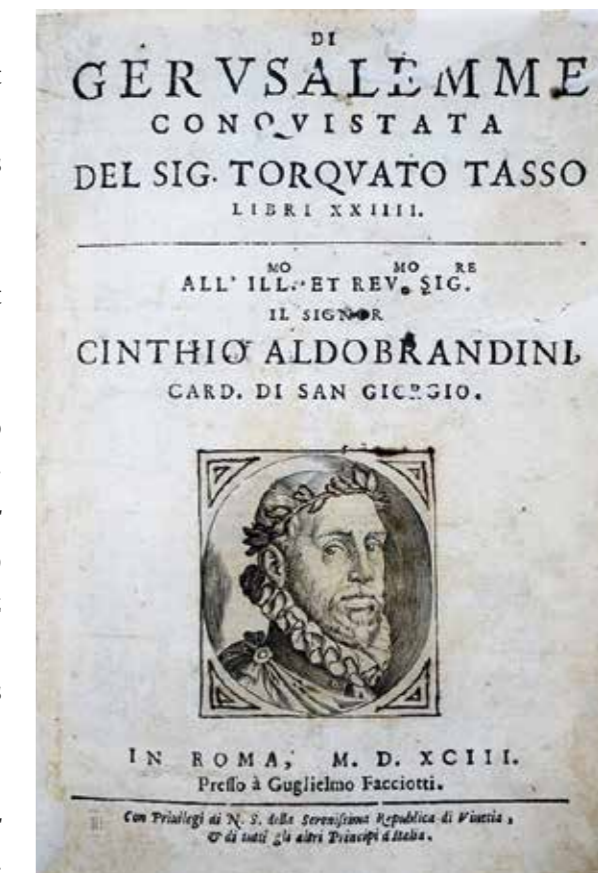 DI
GERVSALEMME
CONQVISTATA
DEL SIG. TORQVATO TASSO
LIBRI XXIIII.
ALL' ILL.MO ET REV.MO SIG.RE
IL SIGNOR
CINTHIO ALDOBRANDINI,
CARD. DI SAN GIORGIO.
IN ROMA, M. D. XCIII.
Presso à Guglielmo Facciotti.
Con Priuilegi di N. S. della Serenissima Republica di Vinetia,
& di tutti gli altri Principi d'Italia.